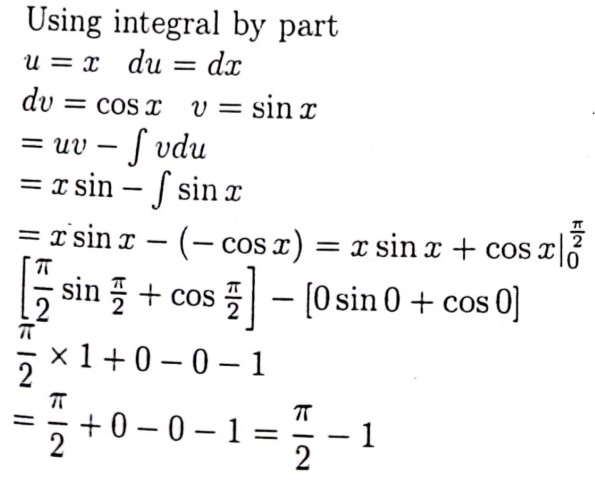 Using integral by part
u = x   du = dx
dv = cos x   v = sin x
= uv − ∫ vdu
= x sin − ∫ sin x
= x sin x − (− cos x) = x sin x + cos x|₀^{π/2}
[π/2 sin π/2 + cos π/2] − [0 sin 0 + cos 0]
π/2 × 1 + 0 − 0 − 1
= π/2 + 0 − 0 − 1 = π/2 − 1